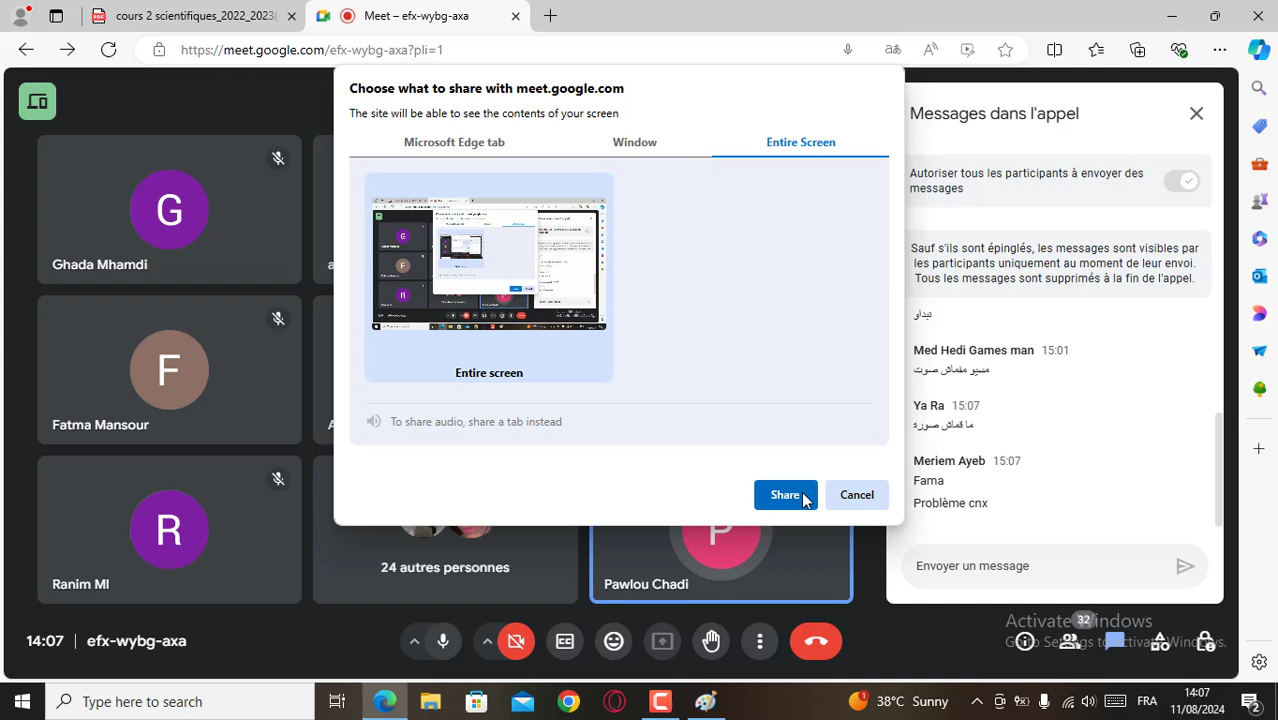 cours 2 scientifiques_2022_2023(
Meet – efx-wybg-axa
https://meet.google.com/efx-wybg-axa?pli=1
Choose what to share with meet.google.com
The site will be able to see the contents of your screen
Microsoft Edge tab
Window
Entire Screen
Entire screen
To share audio, share a tab instead
Share
Cancel
G
Ghada Mhamdi
F
Fatma Mansour
R
Ranim Ml
24 autres personnes
P
Pawlou Chadi
Messages dans l'appel
Autoriser tous les participants à envoyer des
messages
Sauf s'ils sont épinglés, les messages sont visibles par
les participants uniquement au moment de leur envoi.
Tous les messages sont supprimés à la fin de l'appel.
تبداو
Med Hedi Games man 15:01
مسيو مفماش صوت
Ya Ra 15:07
ما قماش صوره
Meriem Ayeb 15:07
Fama
Problème cnx
Envoyer un message
Activate Windows
Go to Settings to activate Windows.
14:07 | efx-wybg-axa
32
Type here to search
38°C Sunny
FRA
14:07
11/08/2024
2